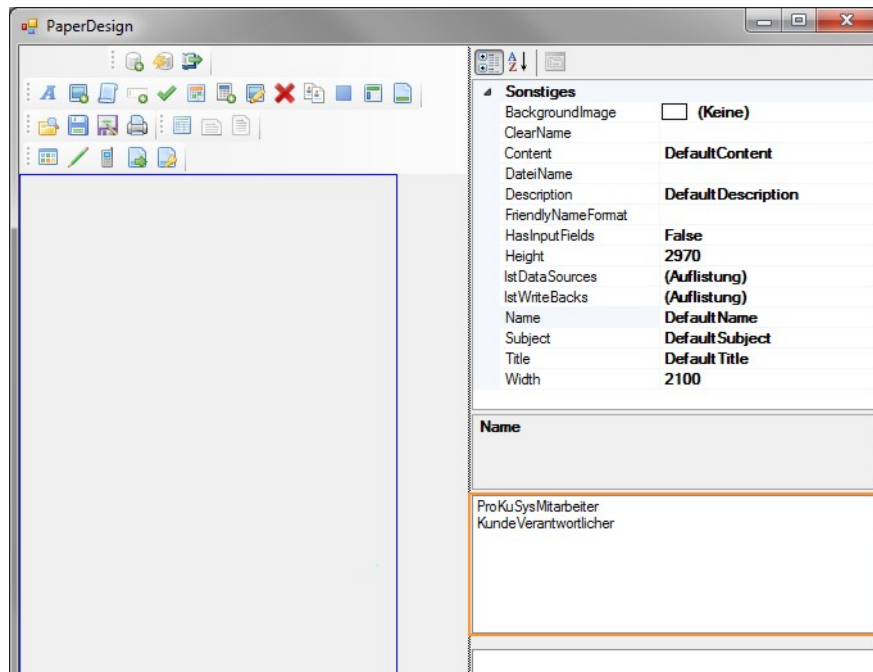 PaperDesign
Sonstiges
BackgroundImage (Keine)
ClearName
Content DefaultContent
DateiName
Description DefaultDescription
FriendlyNameFormat
HasInputFields False
Height 2970
lstDataSources (Auflistung)
lstWriteBacks (Auflistung)
Name DefaultName
Subject DefaultSubject
Title DefaultTitle
Width 2100
Name
ProKuSysMitarbeiter
KundeVerantwortlicher